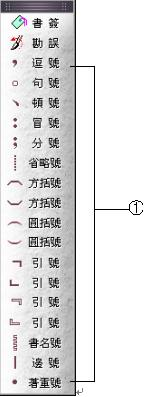 書籤
勘誤
, 逗號
。 句號
、 頓號
: 冒號
; 分號
┊ 省略號
︵ 方括號
︶ 方括號
︵ 圓括號
︶ 圓括號
﹁ 引號
﹂ 引號
﹃ 引號
﹄ 引號
書名號
邊號
• 著重號
①